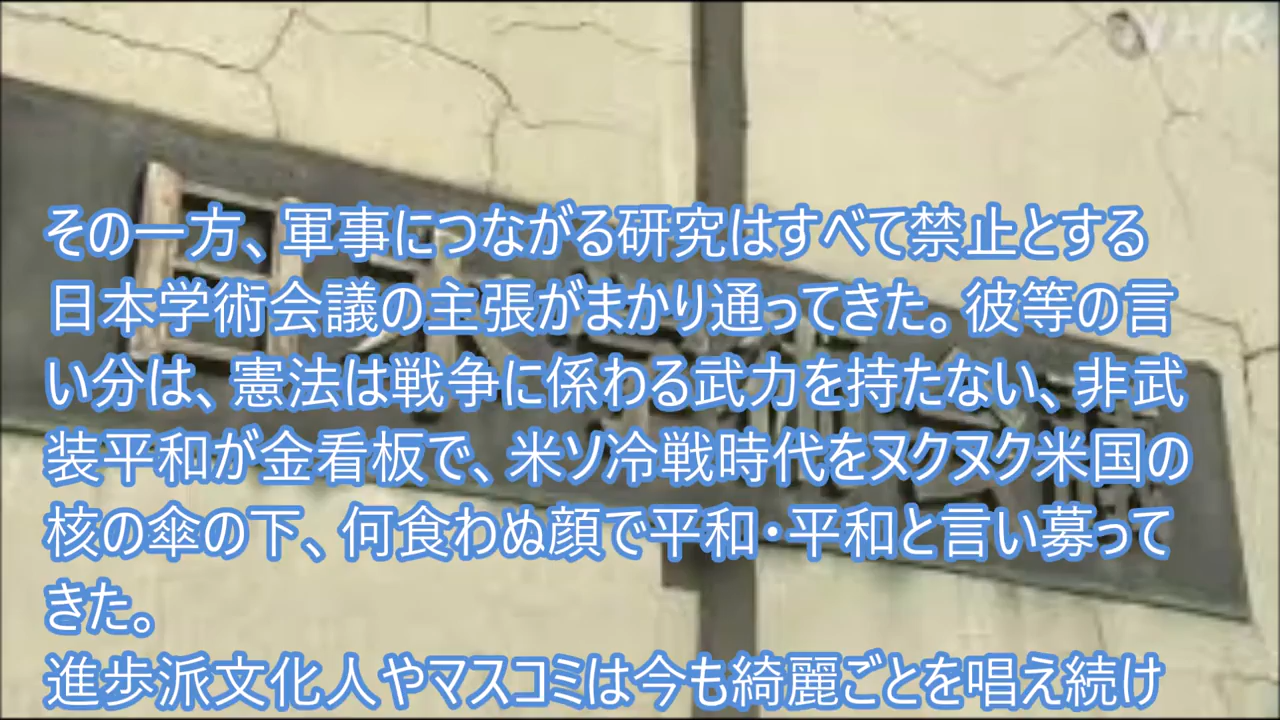 NHK
その一方、軍事につながる研究はすべて禁止とする
日本学術会議の主張がまかり通ってきた。彼等の言
い分は、憲法は戦争に係わる武力を持たない、非武
装平和が金看板で、米ソ冷戦時代をヌクヌク米国の
核の傘の下、何食わぬ顔で平和・平和と言い募って
きた。
進歩派文化人やマスコミは今も綺麗ごとを唱え続け